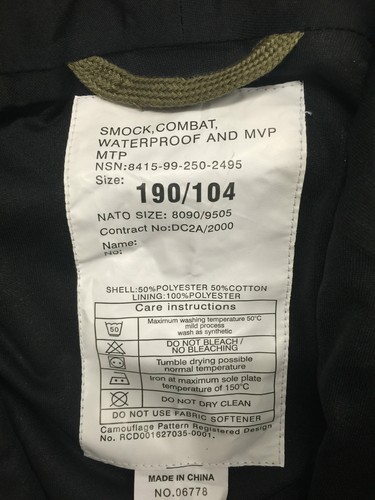 SMOCK,COMBAT,
WATERPROOF AND MVP
MTP
NSN:8415-99-250-2495
Size: 190/104
NATO SIZE: 8090/9505
Contract No:DC2A/2000
Name:
No:
SHELL:50%POLYESTER 50%COTTON
LINING:100%POLYESTER
Care instructions
50
Maximum washing temperature 50°C
mild process
wash as synthetic
DO NOT BLEACH /
NO BLEACHING
Tumble drying possible
normal temperature
Iron at maximum sole plate
temperature of 150°C
DO NOT DRY CLEAN
DO NOT USE FABRIC SOFTENER
Camouflage Pattern Registered Design
No. RCD001627035-0001.
MADE IN CHINA
NO.06778